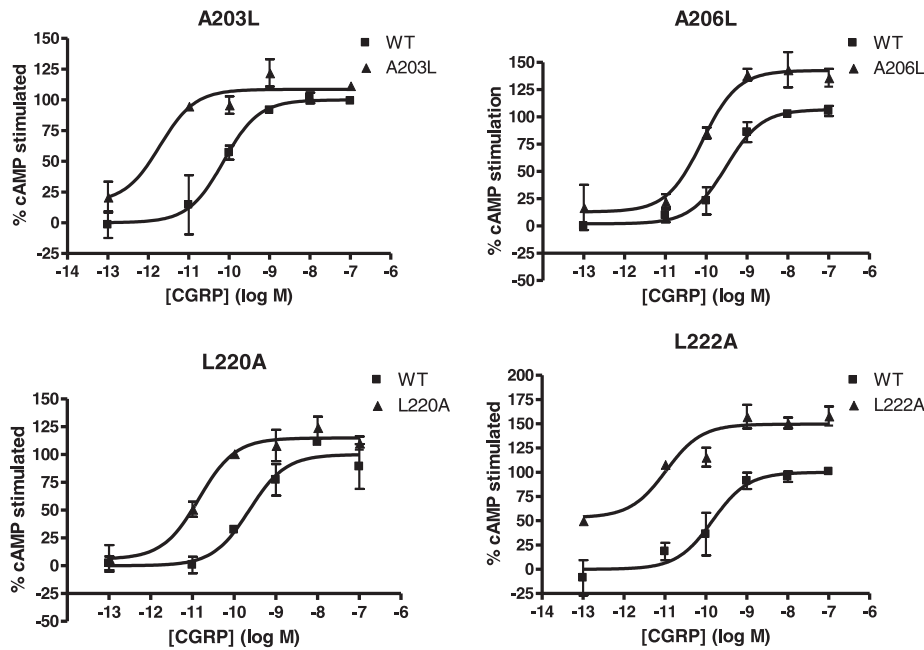 A203L
WT
A203L
% cAMP stimulated
150
125
100
75
50
25
0
-25
-14 -13 -12 -11 -10 -9 -8 -7 -6
[CGRP] (log M)
A206L
WT
A206L
% cAMP stimulation
150
125
100
75
50
25
0
-25
-50
-13 -12 -11 -10 -9 -8 -7 -6
[CGRP] (log M)
L220A
WT
L220A
% cAMP stimulated
150
125
100
75
50
25
0
-25
-50
-13 -12 -11 -10 -9 -8 -7 -6
[CGRP] (log M)
L222A
WT
L222A
% cAMP stimulated
200
175
150
125
100
75
50
25
0
-25
-14 -13 -12 -11 -10 -9 -8 -7 -6
[CGRP] (log M)